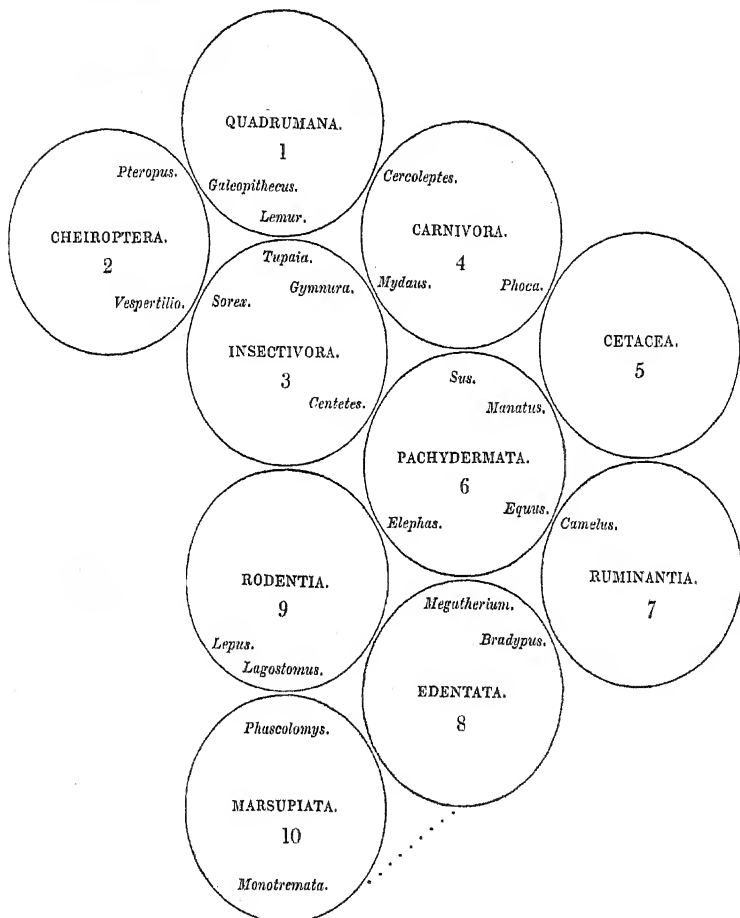 QUADRUMANA.
1
Galeopithecus.
Lemur.
Pteropus.
CHEIROPTERA.
2
Vespertilio.
Cercoleptes.
CARNIVORA.
4
Mydaus.
Phoca.
Tupaia.
Gymnura.
Sorex.
INSECTIVORA.
3
Centetes.
CETACEA.
5
Sus.
Manatus.
PACHYDERMATA.
6
Equus.
Elephas.
Camelus.
RUMINANTIA.
7
RODENTIA.
9
Lepus.
Lagostomus.
Megatherium.
Bradypus.
EDENTATA.
8
Phascolomys.
MARSUPIATA.
10
Monotremata.